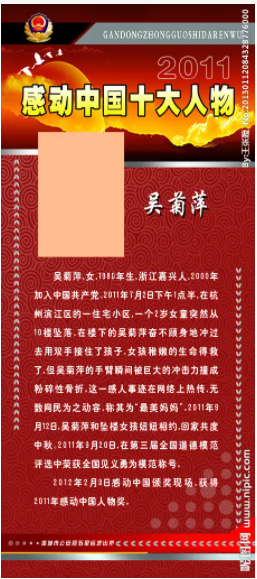 GANDONGZHONGGUOSHIDARENWU
2011
感动中国十大人物
吴菊萍
吴菊萍,女,1980年生,浙江嘉兴人,2000年
加入中国共产党。2011年7月2日下午1点半,在杭
州滨江区的一住宅小区,一个2岁女童突然从
10楼坠落,在楼下的吴菊萍奋不顾身地冲过
去用双手接住了孩子,女孩稚嫩的生命得救
了,但吴菊萍的手臂瞬间被巨大的冲击力撞成
粉碎性骨折。这一感人事迹在网络上热传,无
数网民为之动容,称其为“最美妈妈”。2011年9
月12日,吴菊萍和坠楼女孩妞妞相约,回家共度
中秋。2011年9月20日,在第三届全国道德模范
评选中荣获全国见义勇为模范称号。
2012年2月3日感动中国颁奖现场,获得
2011年感动中国人物奖。
By:王张瞪 No:20130112084328776000
昵图网 www.nipic.com